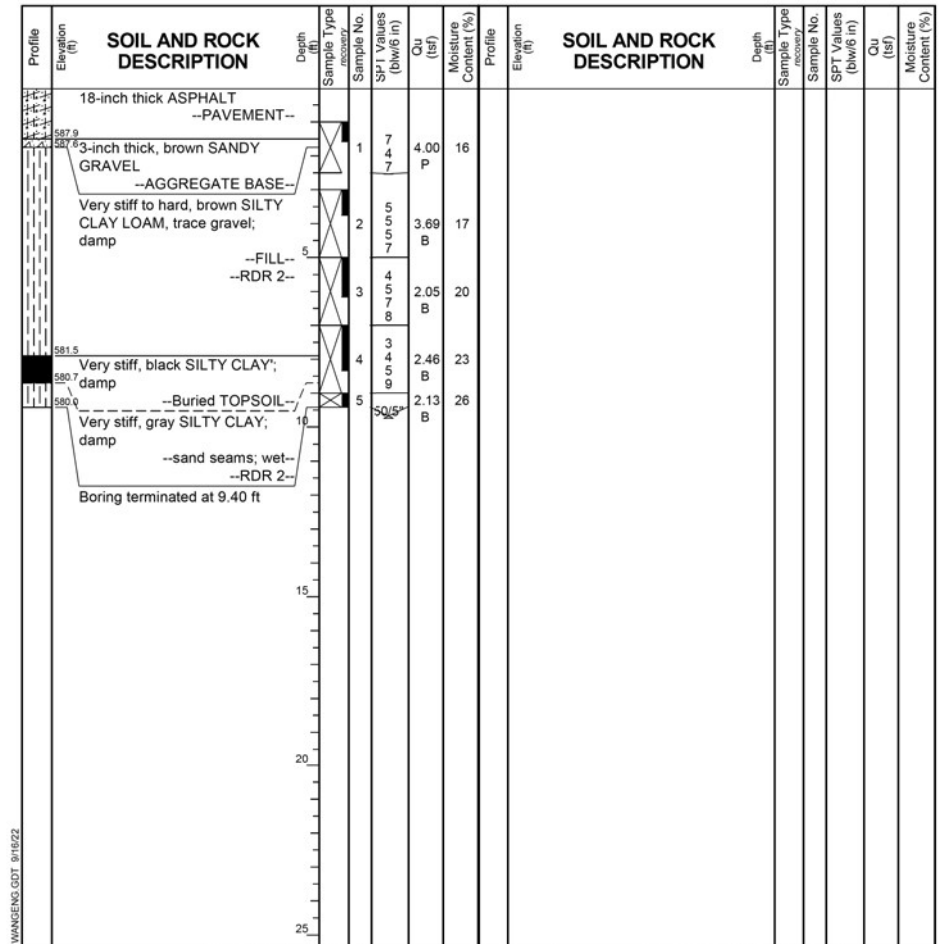 Profile
Elevation
(ft)
SOIL AND ROCK
DESCRIPTION
Depth
(ft)
Sample Type
recovery
Sample No.
SPT Values
(blw/6 in)
Qu
(tsf)
Moisture
Content (%)
Profile
Elevation
(ft)
SOIL AND ROCK
DESCRIPTION
Depth
(ft)
Sample Type
recovery
Sample No.
SPT Values
(blw/6 in)
Qu
(tsf)
Moisture
Content (%)
18-inch thick ASPHALT
--PAVEMENT--
587.9
587.6
3-inch thick, brown SANDY
GRAVEL
--AGGREGATE BASE--
1
7
4
7
4.00
P
16
Very stiff to hard, brown SILTY
CLAY LOAM, trace gravel;
damp
--FILL--
--RDR 2--
5
2
5
5
5
7
3.69
B
17
3
4
5
7
8
2.05
B
20
581.5
Very stiff, black SILTY CLAY';
damp
--Buried TOPSOIL--
4
3
4
5
9
2.46
B
23
580.7
580.0
5
50/5"
2.13
B
26
Very stiff, gray SILTY CLAY;
damp
--sand seams; wet--
--RDR 2--
10
Boring terminated at 9.40 ft
15
20
25
WANGENG.GDT 9/16/22